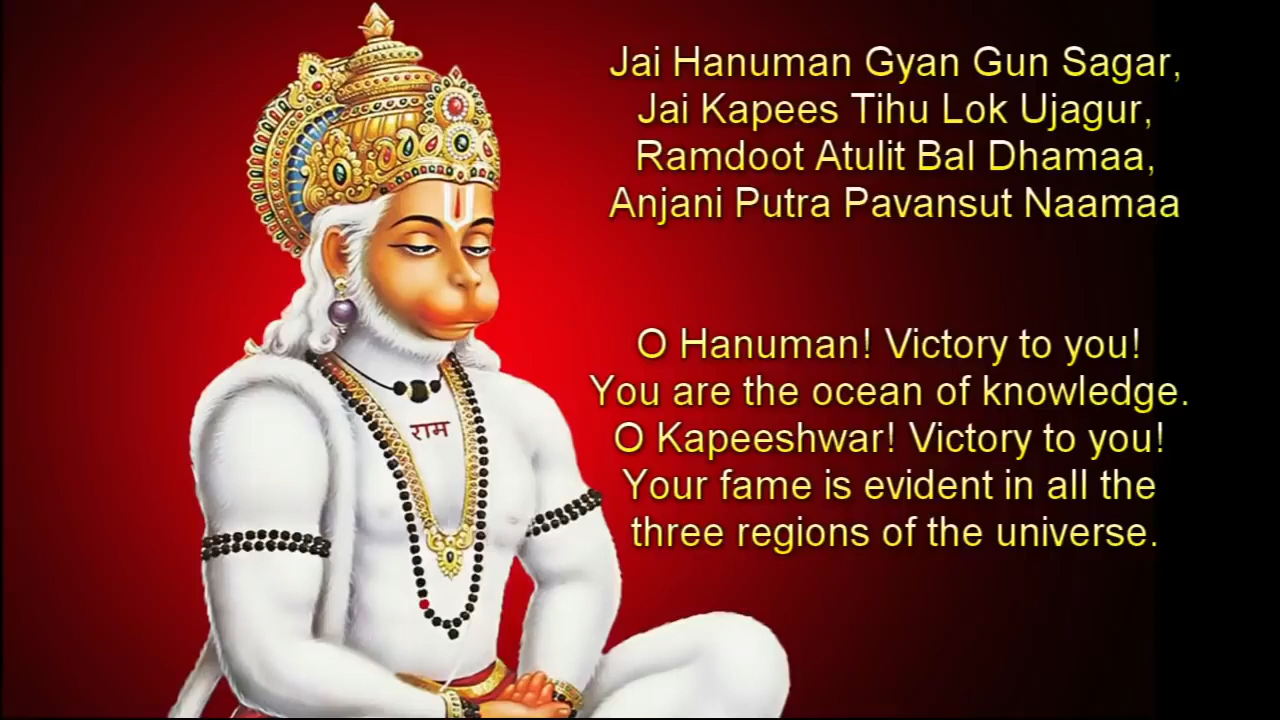 Jai Hanuman Gyan Gun Sagar,
Jai Kapees Tihu Lok Ujagur,
Ramdoot Atulit Bal Dhamaa,
Anjani Putra Pavansut Naamaa
O Hanuman! Victory to you!
You are the ocean of knowledge.
O Kapeeshwar! Victory to you!
Your fame is evident in all the
three regions of the universe.
राम